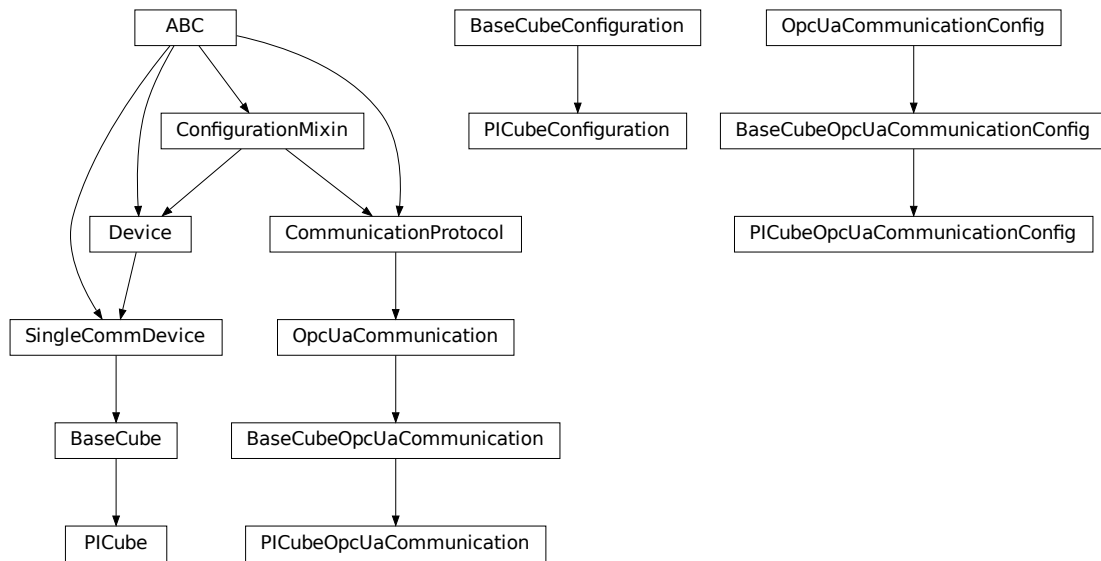 ABC
BaseCubeConfiguration
OpcUaCommunicationConfig
ConfigurationMixin
PICubeConfiguration
BaseCubeOpcUaCommunicationConfig
Device
CommunicationProtocol
PICubeOpcUaCommunicationConfig
SingleCommDevice
OpcUaCommunication
BaseCube
BaseCubeOpcUaCommunication
PICube
PICubeOpcUaCommunication